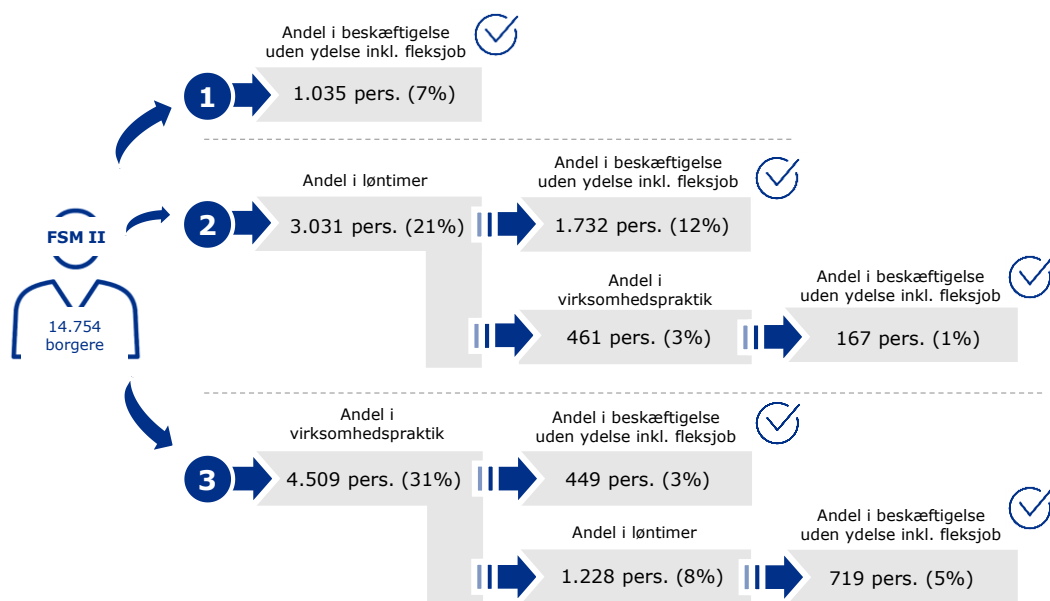 Andel i beskæftigelse
uden ydelse inkl. fleksjob
1
1.035 pers. (7%)
FSM II
14.754
borgere
2
Andel i løntimer
3.031 pers. (21%)
Andel i beskæftigelse
uden ydelse inkl. fleksjob
1.732 pers. (12%)
Andel i
virksomhedspraktik
461 pers. (3%)
Andel i beskæftigelse
uden ydelse inkl. fleksjob
167 pers. (1%)
3
Andel i
virksomhedspraktik
4.509 pers. (31%)
Andel i beskæftigelse
uden ydelse inkl. fleksjob
449 pers. (3%)
Andel i løntimer
1.228 pers. (8%)
Andel i beskæftigelse
uden ydelse inkl. fleksjob
719 pers. (5%)